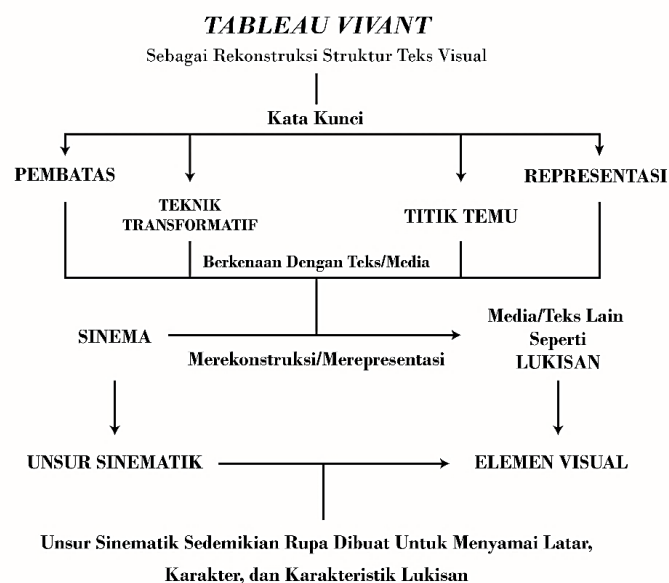 TABLEAU VIVANT
Sebagai Rekonstruksi Struktur Teks Visual
Kata Kunci
PEMBATAS
TEKNIK
TRANSFORMATIF
TITIK TEMU
REPRESENTASI
Berkenaan Dengan Teks/Media
SINEMA
Merekonstruksi/Merepresentasi
Media/Teks Lain
Seperti
LUKISAN
UNSUR SINEMATIK
ELEMEN VISUAL
Unsur Sinematik Sedemikian Rupa Dibuat Untuk Menyamai Latar,
Karakter, dan Karakteristik Lukisan